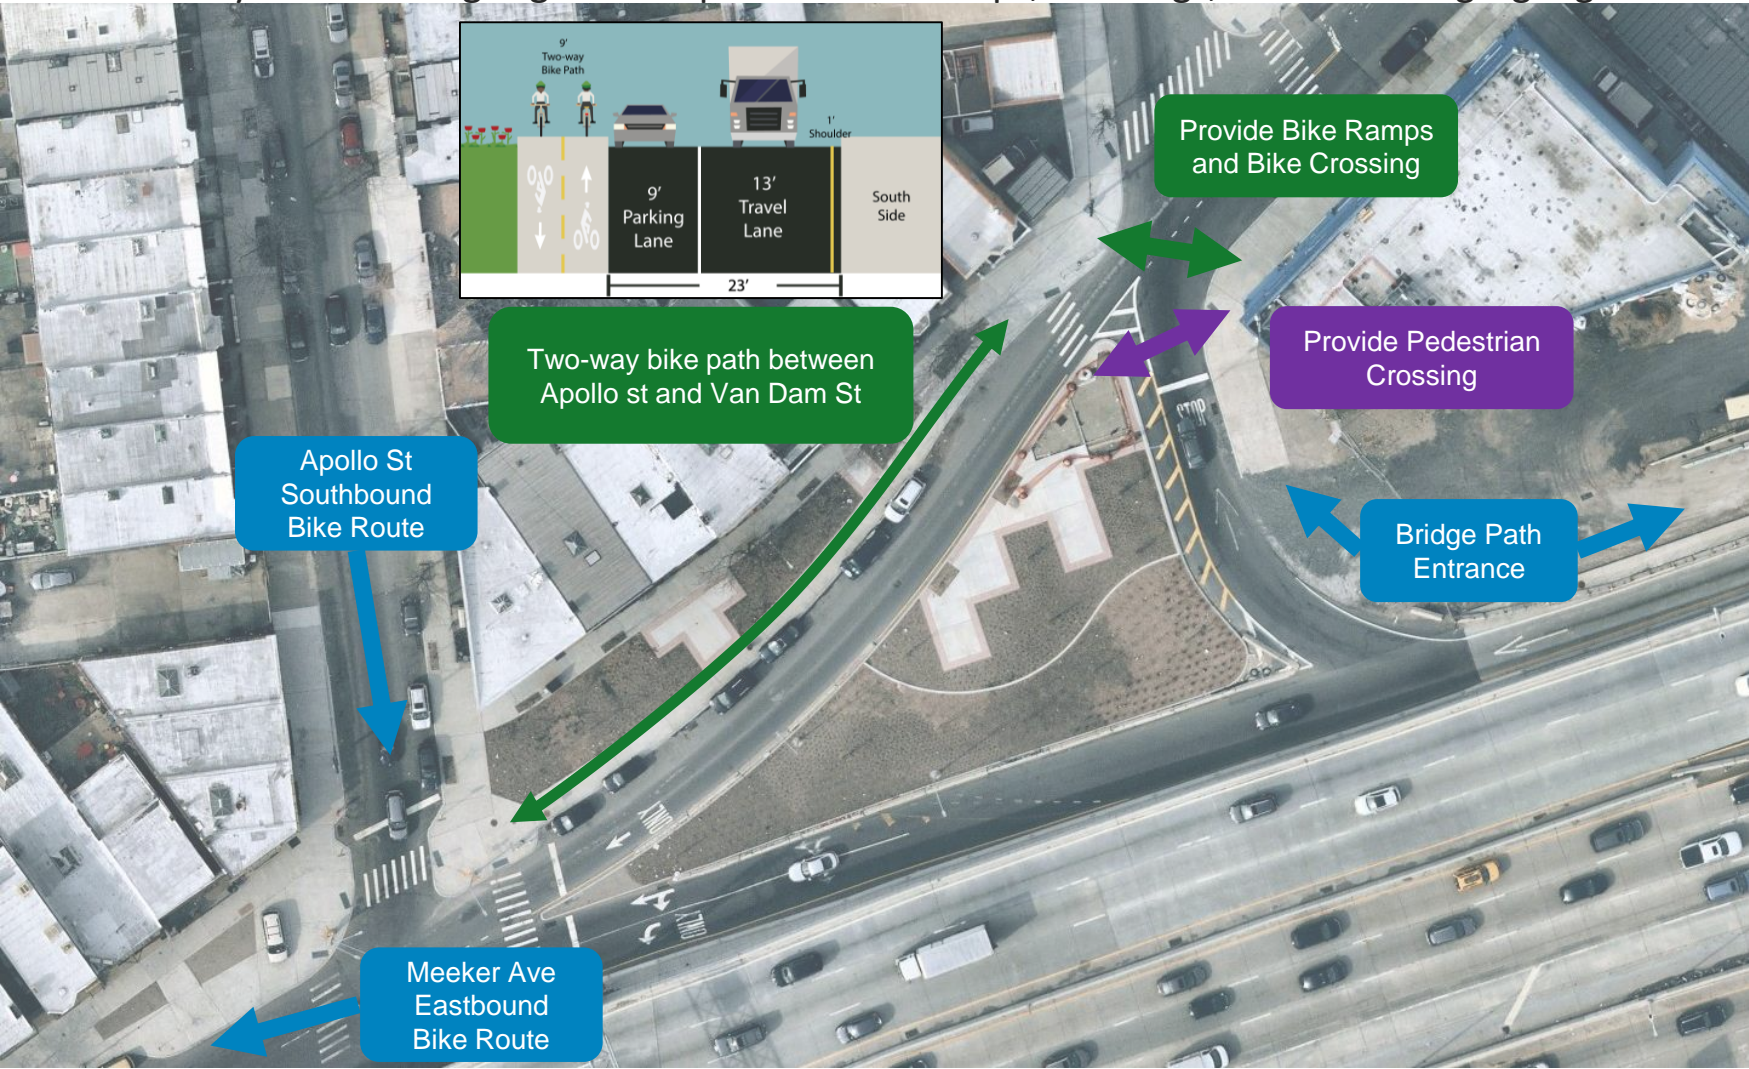 9'
Two-way
Bike Path
1'
Shoulder
9'
Parking
Lane
13'
Travel
Lane
South
Side
23'
Provide Bike Ramps
and Bike Crossing
Two-way bike path between
Apollo st and Van Dam St
Provide Pedestrian
Crossing
STOP
Apollo St
Southbound
Bike Route
Bridge Path
Entrance
ONLY
ONLY
Meeker Ave
Eastbound
Bike Route